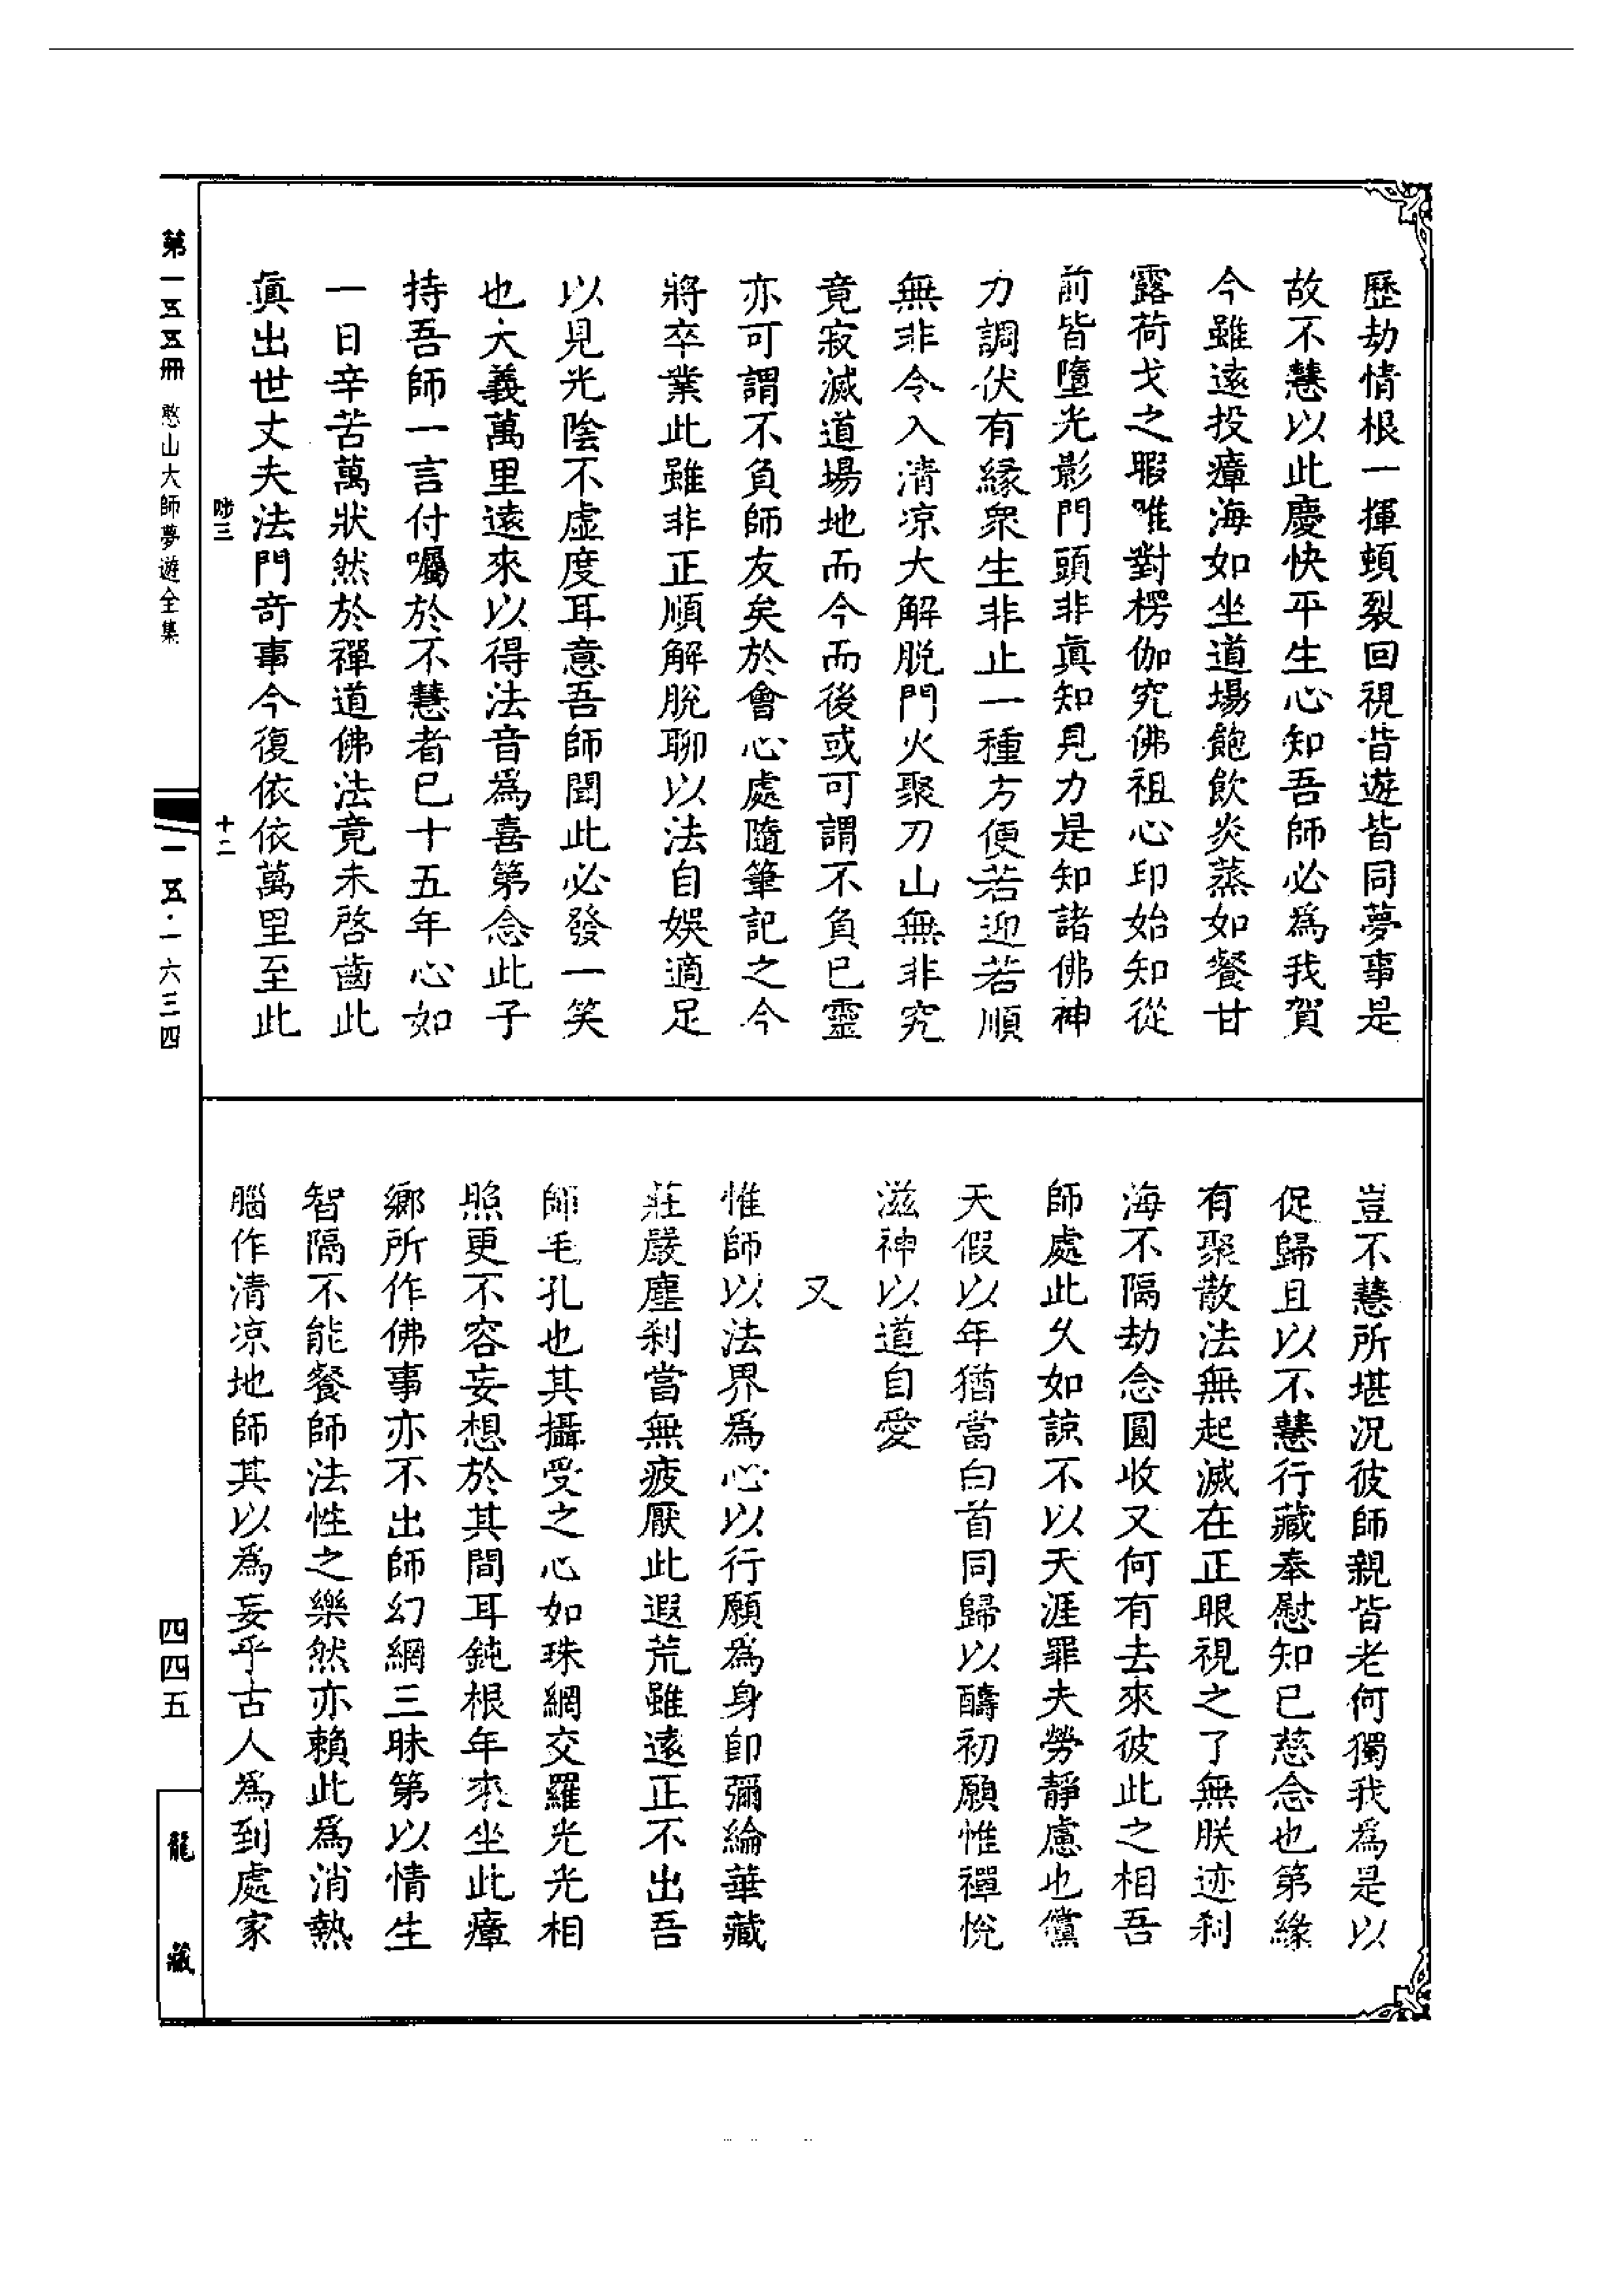 歷劫情根一揮頓裂回視昔遊皆同夢事是
故不慧以此慶快平生心知吾師必爲我賀
今雖遠投瘴海如坐道場飽飲炎蒸如餐甘
露荷戈之暇唯對楞伽究佛祖心印始知從
前皆墮光影門頭非眞知見力是知諸佛神
力調伏有緣衆生非止一種方便若迎若順
無非令入清凉大解脱門火聚刀山無非究
竟寂滅道場地而今而後或可謂不負已靈
亦可謂不負師友矣於會心處隨筆記之今
將卒業此雖非正順解脫聊以法自娛適足
以見光陰不虛度耳意吾師聞此必發一笑
也大義萬里遠來以得法音爲喜第念此子
持吾師一言付囑於不慧者已十五年心如
一日辛苦萬狀然於禪道佛法竟未啓齒此
眞出世丈夫法門奇事今復依依萬里至此
豈不慧所堪况彼師親皆老何獨我爲是以
促歸且以不慧行藏奉慰知已慈念也第緣
有聚散法無起滅在正眼視之了無朕迹剎
海不隔劫念圓收又何有去來彼此之相吾
師處此久如諒不以天涯罪夫勞靜慮也儻
天假以年猶當白首同歸以醻初願惟禪悅
滋神以道自愛
又
惟師以法界爲心以行願爲身卽彌綸華藏
莊嚴塵剎當無疲厭此遐荒雖遠正不出吾
師毛孔也其攝受之心如珠網交羅光光相
照更不容妄想於其間耳鈍根年來坐此瘴
鄉所作佛事亦不出師幻網三昧第以情生
智隔不能餐師法性之樂然亦賴此爲消熱
腦作清凉地師其以爲妄乎古人爲到處家
第一五五冊 憨山大師夢遊全集
十二
一五五·一六三四
四四五
龍藏